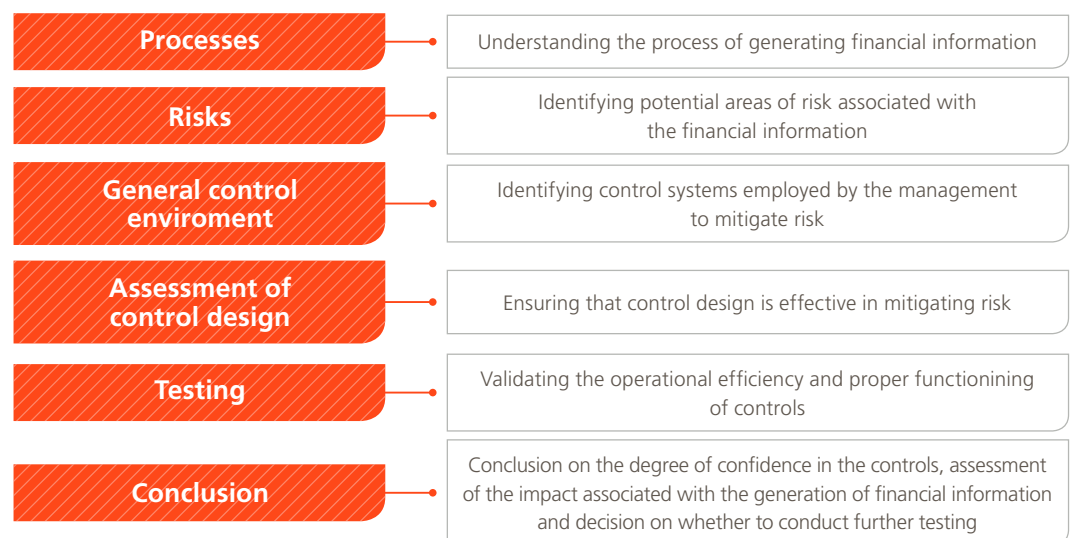 Processes
Understanding the process of generating financial information
Risks
Identifying potential areas of risk associated with
the financial information
General control
enviroment
Identifying control systems employed by the management
to mitigate risk
Assessment of
control design
Ensuring that control design is effective in mitigating risk
Testing
Validating the operational efficiency and proper functionining
of controls
Conclusion
Conclusion on the degree of confidence in the controls, assessment
of the impact associated with the generation of financial information
and decision on whether to conduct further testing